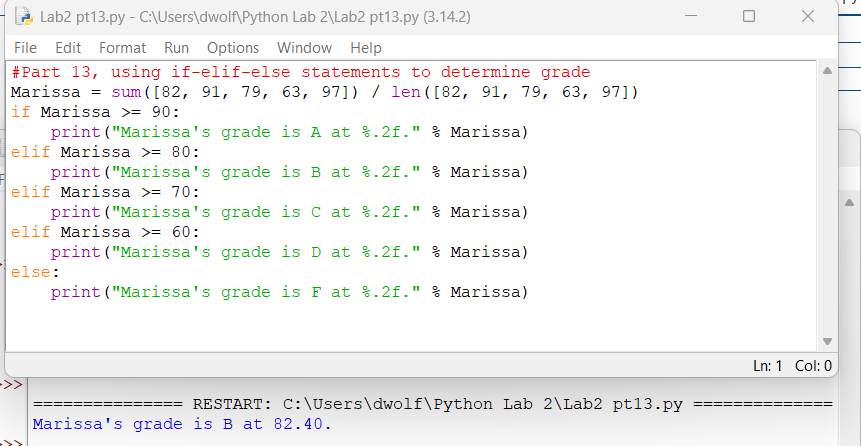 Lab2 pt13.py - C:\Users\dwolf\Python Lab 2\Lab2 pt13.py (3.14.2)
File Edit Format Run Options Window Help
#Part 13, using if-elif-else statements to determine grade
Marissa = sum([82, 91, 79, 63, 97]) / len([82, 91, 79, 63, 97])
if Marissa >= 90:
    print("Marissa's grade is A at %.2f." % Marissa)
elif Marissa >= 80:
    print("Marissa's grade is B at %.2f." % Marissa)
elif Marissa >= 70:
    print("Marissa's grade is C at %.2f." % Marissa)
elif Marissa >= 60:
    print("Marissa's grade is D at %.2f." % Marissa)
else:
    print("Marissa's grade is F at %.2f." % Marissa)
Ln: 1 Col: 0
>>>
=============== RESTART: C:\Users\dwolf\Python Lab 2\Lab2 pt13.py ==============
Marissa's grade is B at 82.40.
>>>